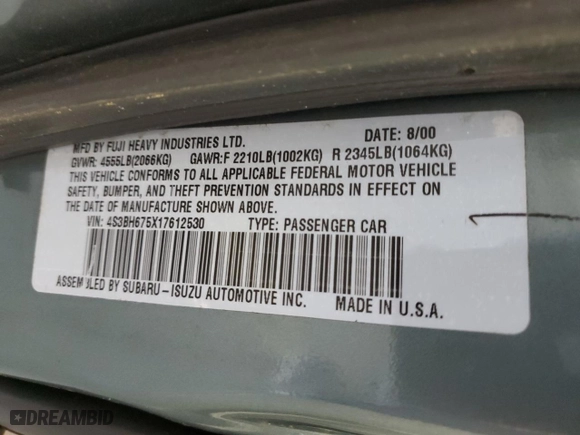 MFD BY FUJI HEAVY INDUSTRIES LTD. DATE: 8/00
GVWR: 4555LB(2066KG) GAWR:F 2210LB(1002KG) R 2345LB(1064KG)
THIS VEHICLE CONFORMS TO ALL APPLICABLE FEDERAL MOTOR VEHICLE
SAFETY, BUMPER, AND THEFT PREVENTION STANDARDS IN EFFECT ON
THE DATE OF MANUFACTURE SHOWN ABOVE.
VIN: 4S3BH675X17612530 TYPE: PASSENGER CAR
ASSEMBLED BY SUBARU-ISUZU AUTOMOTIVE INC. MADE IN U.S.A.
DREAMBID